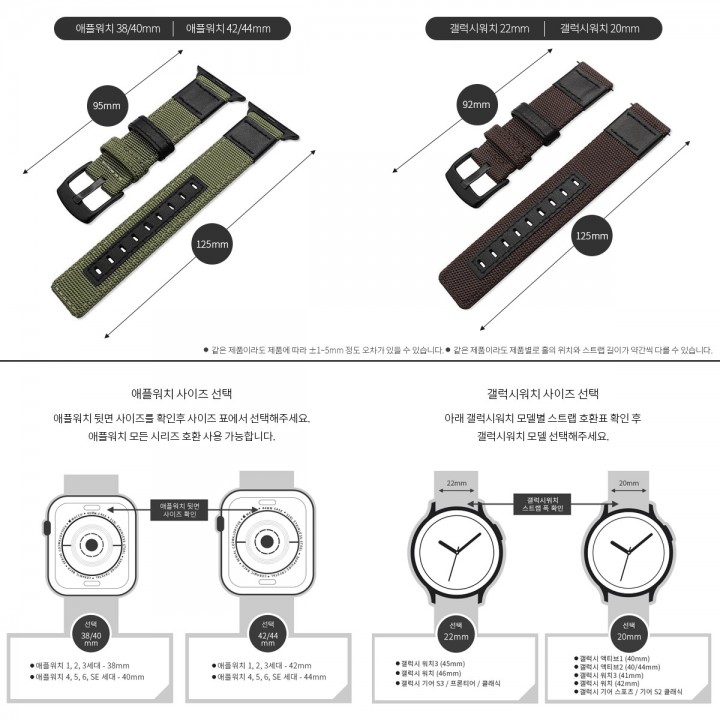 애플워치 38/40mm | 애플워치 42/44mm
갤럭시워치 22mm | 갤럭시워치 20mm
95mm
125mm
92mm
125mm
● 같은 제품이라도 제품에 따라 ±1~5mm 정도 오차가 있을 수 있습니다. ● 같은 제품이라도 제품별로 홀의 위치와 스트랩 길이가 약간씩 다를 수 있습니다.
애플워치 사이즈 선택
애플워치 뒷면 사이즈를 확인후 사이즈 표에서 선택해주세요.
애플워치 모든 시리즈 호환 사용 가능합니다.
갤럭시워치 사이즈 선택
아래 갤럭시워치 모델별 스트랩 호환표 확인 후
갤럭시워치 모델 선택해주세요.
애플워치 뒷면
사이즈 확인
22mm
갤럭시워치
스트랩 폭 확인
20mm
선택
38/40
mm
● 애플워치 1, 2, 3세대 - 38mm
● 애플워치 4, 5, 6, SE 세대 - 40mm
선택
42/44
mm
● 애플워치 1, 2, 3세대 - 42mm
● 애플워치 4, 5, 6, SE 세대 - 44mm
선택
22mm
● 갤럭시 워치3 (45mm)
● 갤럭시 워치 (46mm)
● 갤럭시 기어 S3 / 프론티어 / 클래식
선택
20mm
● 갤럭시 액티브1 (40mm)
● 갤럭시 액티브2 (40/44mm)
● 갤럭시 워치3 (41mm)
● 갤럭시 워치 (42mm)
● 갤럭시 기어 스포츠 / 기어 S2 클래식